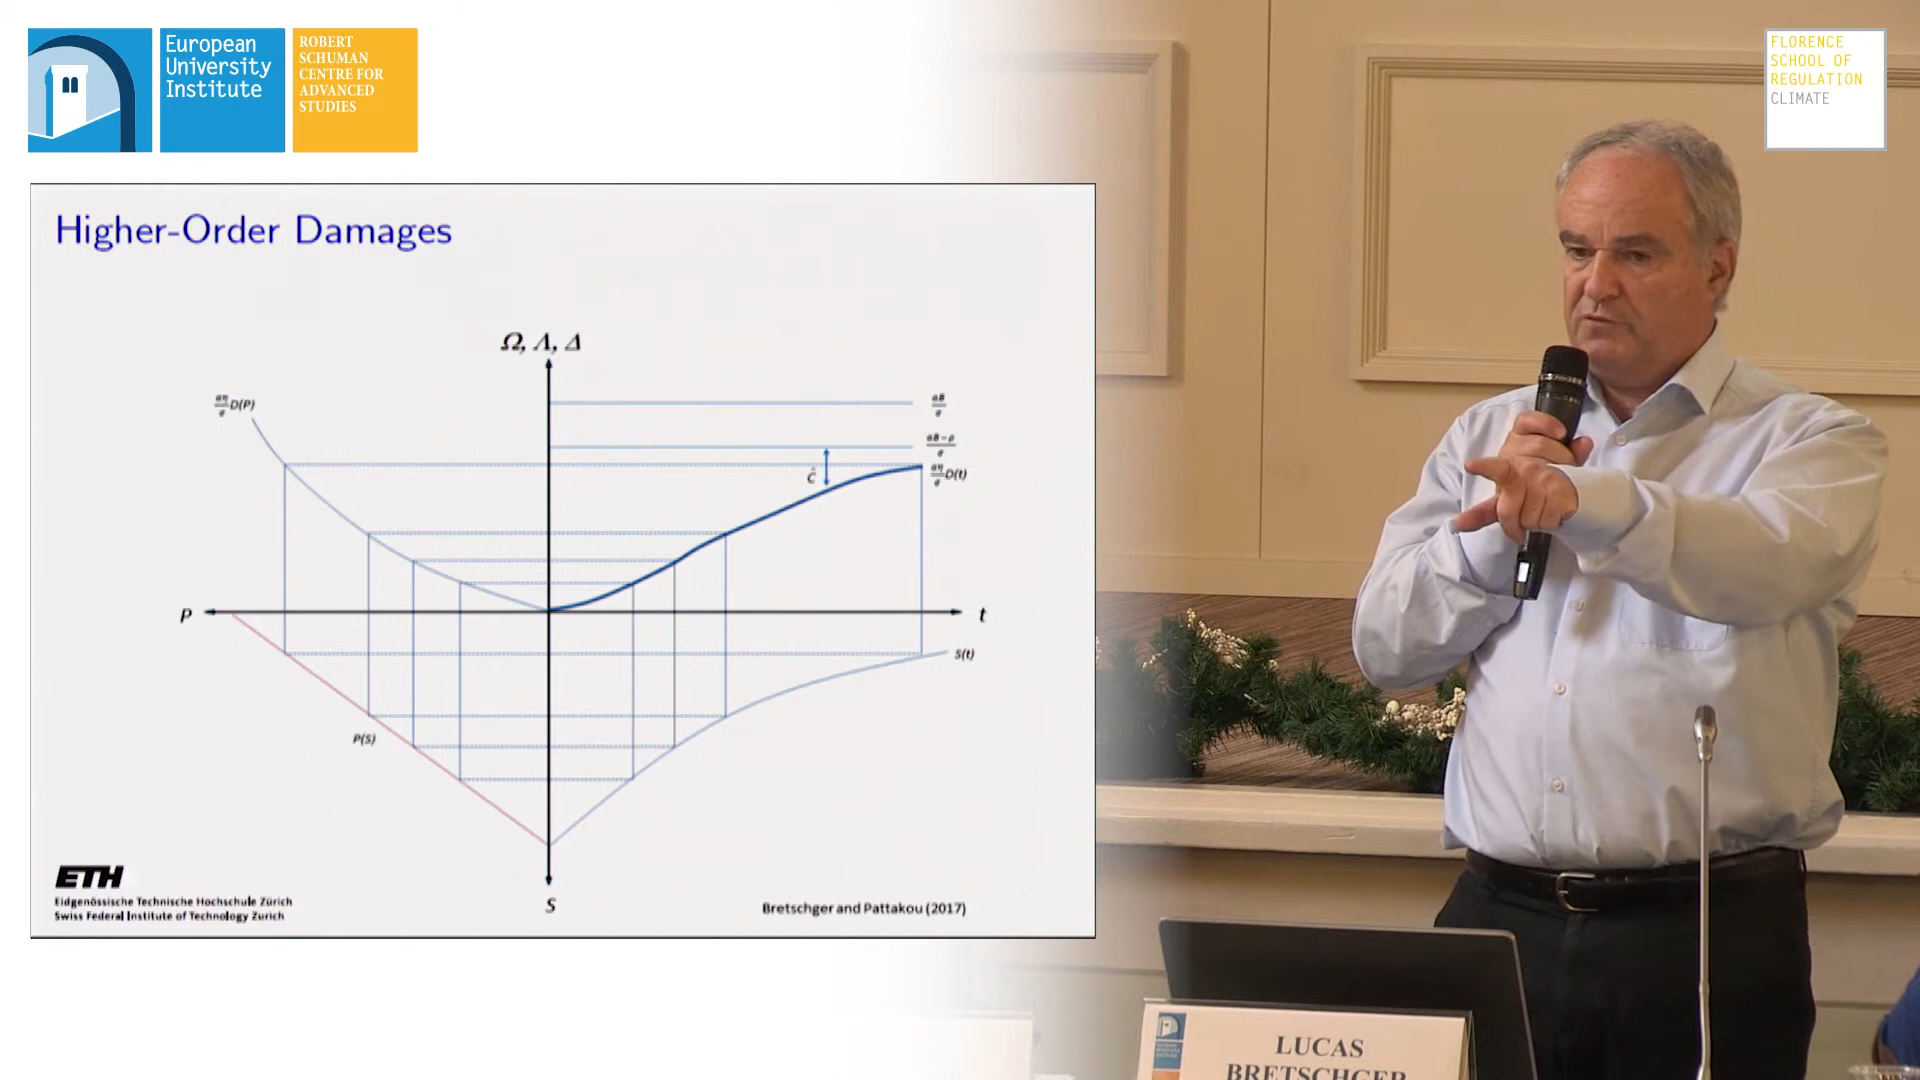 European
University
Institute
ROBERT
SCHUMAN
CENTRE FOR
ADVANCED
STUDIES
FLORENCE
SCHOOL OF
REGULATION
CLIMATE
Higher-Order Damages
Ω, Λ, Δ
D(P)
Ĉ
D(t)
P
t
S(t)
P(S)
S
ETH
Eidgenössische Technische Hochschule Zürich
Swiss Federal Institute of Technology Zurich
Bretschger and Pattakou (2017)
LUCAS
BRETSCHGER